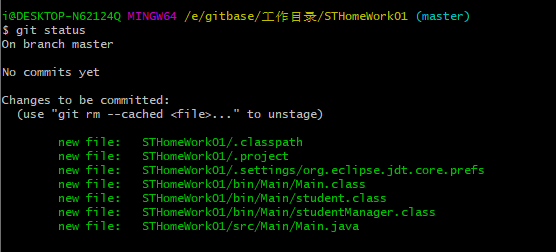 i@DESKTOP-N62124Q MINGW64 /e/gitbase/工作目录/STHomeWork01 (master)
$ git status
On branch master
No commits yet
Changes to be committed:
(use "git rm --cached <file>..." to unstage)
new file: STHomeWork01/.classpath
new file: STHomeWork01/.project
new file: STHomeWork01/.settings/org.eclipse.jdt.core.prefs
new file: STHomeWork01/bin/Main/Main.class
new file: STHomeWork01/bin/Main/student.class
new file: STHomeWork01/bin/Main/studentManager.class
new file: STHomeWork01/src/Main/Main.java